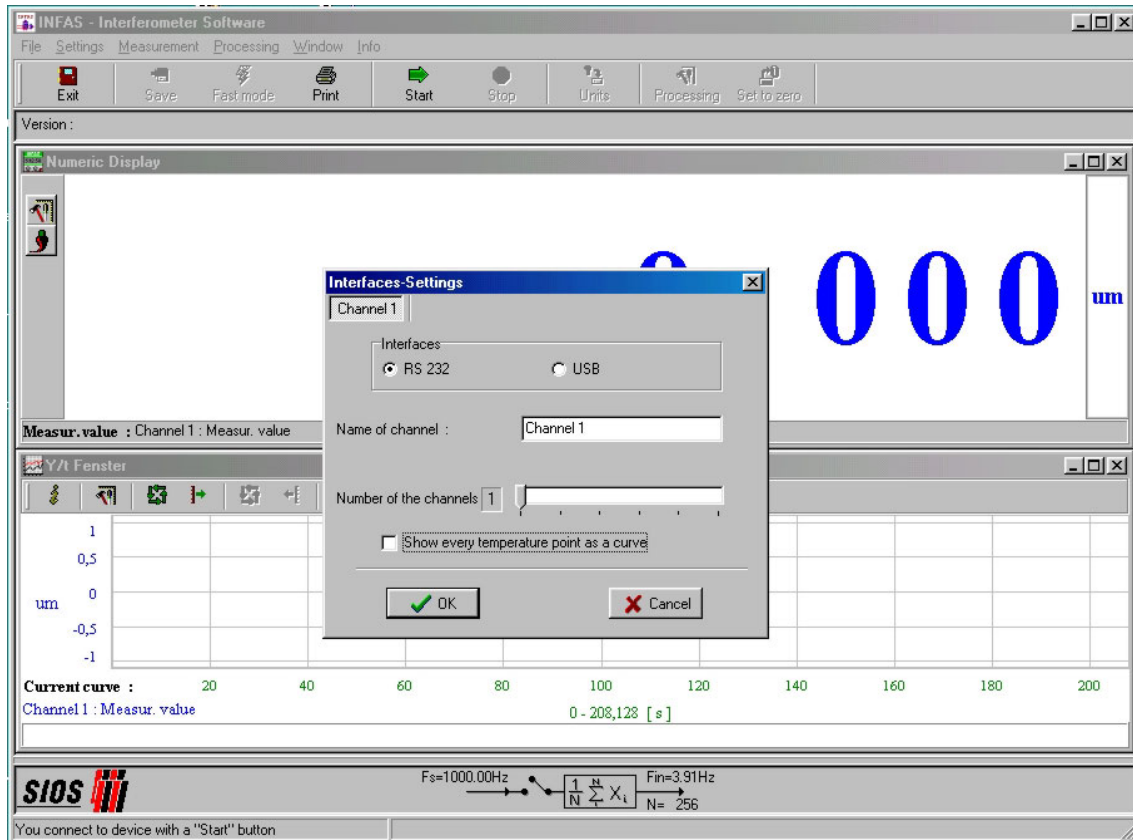 INFAS - Interferometer Software
File Settings Measurement Processing Window Info
Exit Save Fast mode Print Start Stop Units Processing Set to zero
Version :
Numeric Display
0 000
um
Interfaces-Settings
Channel 1
Interfaces
RS 232 USB
Name of channel : Channel 1
Number of the channels 1
Show every temperature point as a curve
OK Cancel
Measur.value : Channel 1 : Measur. value
Y/t Fenster
1
0,5
um 0
-0,5
-1
Current curve : 20 40 60 80 100 120 140 160 180 200
Channel 1 : Measur. value 0 - 208,128 [ s ]
SIOS
Fs=1000.00Hz 1/N N Σ 1 Xi Fin=3.91Hz
N= 256
You connect to device with a "Start" button